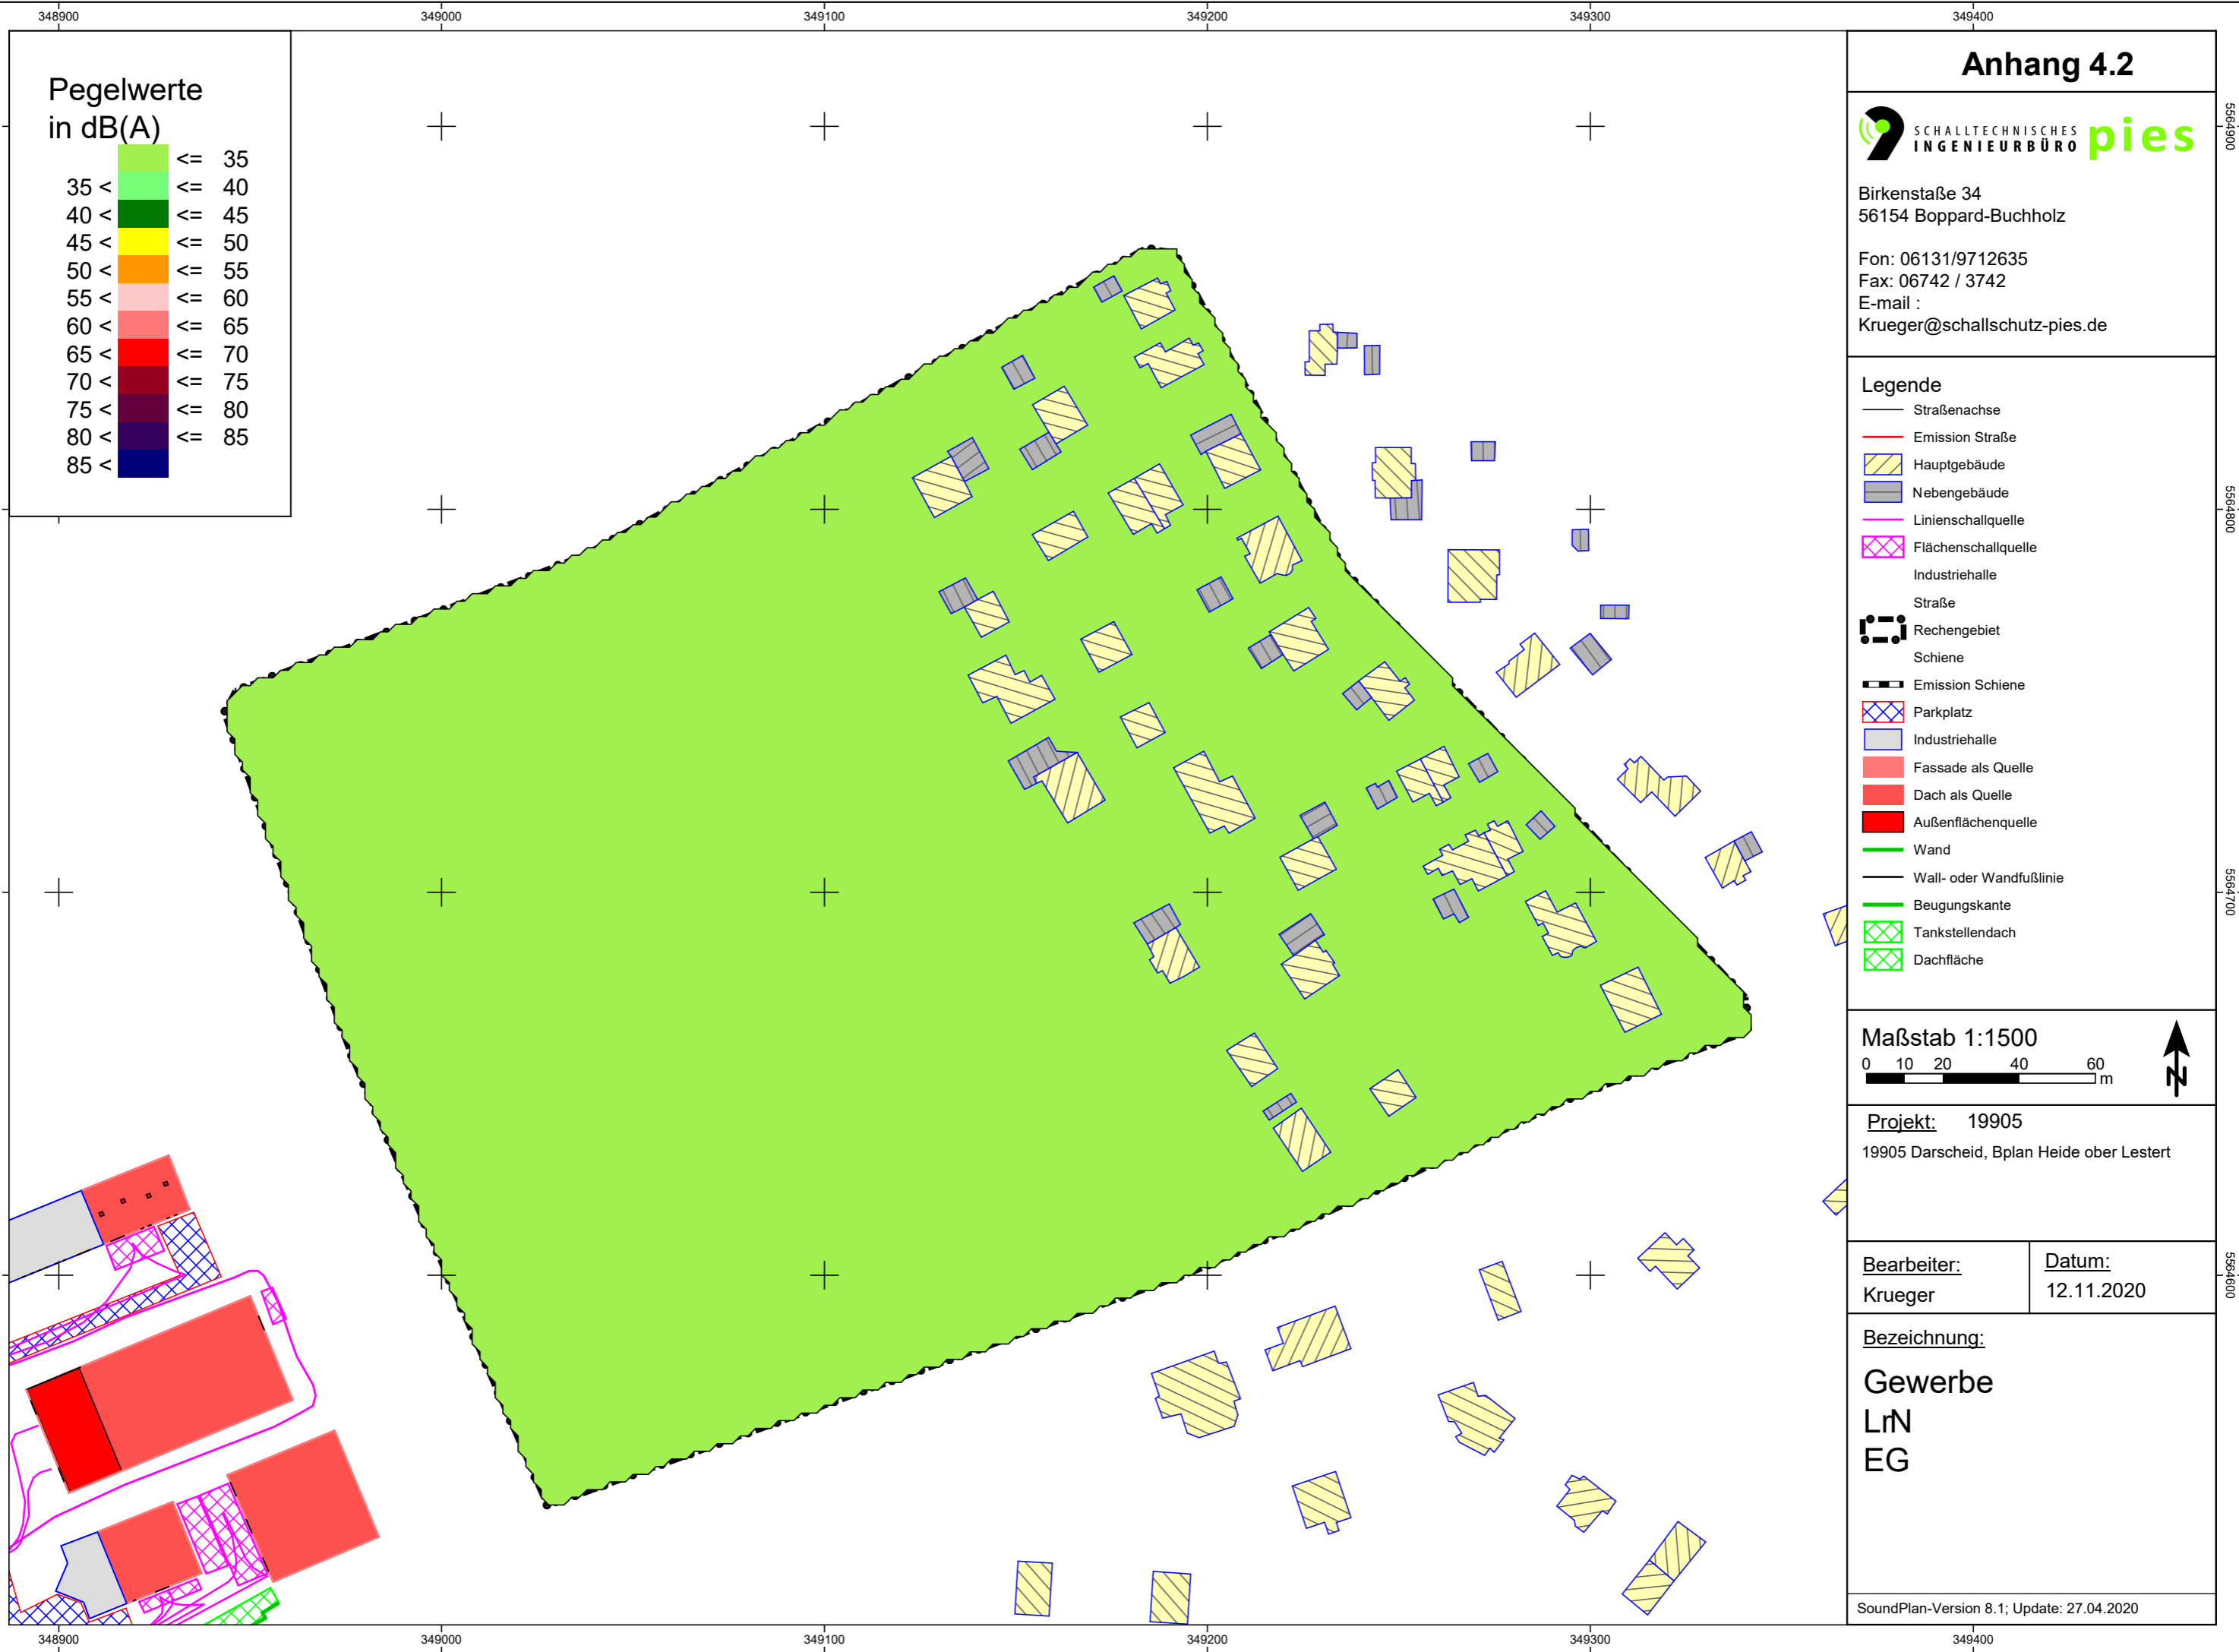 348900
349000
349100
349200
349300
349400
Pegelwerte
in dB(A)
<= 35
35 < <= 40
40 < <= 45
45 < <= 50
50 < <= 55
55 < <= 60
60 < <= 65
65 < <= 70
70 < <= 75
75 < <= 80
80 < <= 85
85 <
Anhang 4.2
SCHALLTECHNISCHES
INGENIEURBÜRO pies
Birkenstaße 34
56154 Boppard-Buchholz
Fon: 06131/9712635
Fax: 06742 / 3742
E-mail :
Krueger@schallschutz-pies.de
Legende
Straßenachse
Emission Straße
Hauptgebäude
Nebengebäude
Linienschallquelle
Flächenschallquelle
Industriehalle
Straße
Rechengebiet
Schiene
Emission Schiene
Parkplatz
Industriehalle
Fassade als Quelle
Dach als Quelle
Außenflächenquelle
Wand
Wall- oder Wandfußlinie
Beugungskante
Tankstellendach
Dachfläche
Maßstab 1:1500
0 10 20 40 60
m
N
Projekt: 19905
19905 Darscheid, Bplan Heide ober Lestert
Bearbeiter:
Krueger
Datum:
12.11.2020
Bezeichnung:
Gewerbe
LrN
EG
SoundPlan-Version 8.1; Update: 27.04.2020
5564900
5564800
5564700
5564600
348900
349000
349100
349200
349300
349400